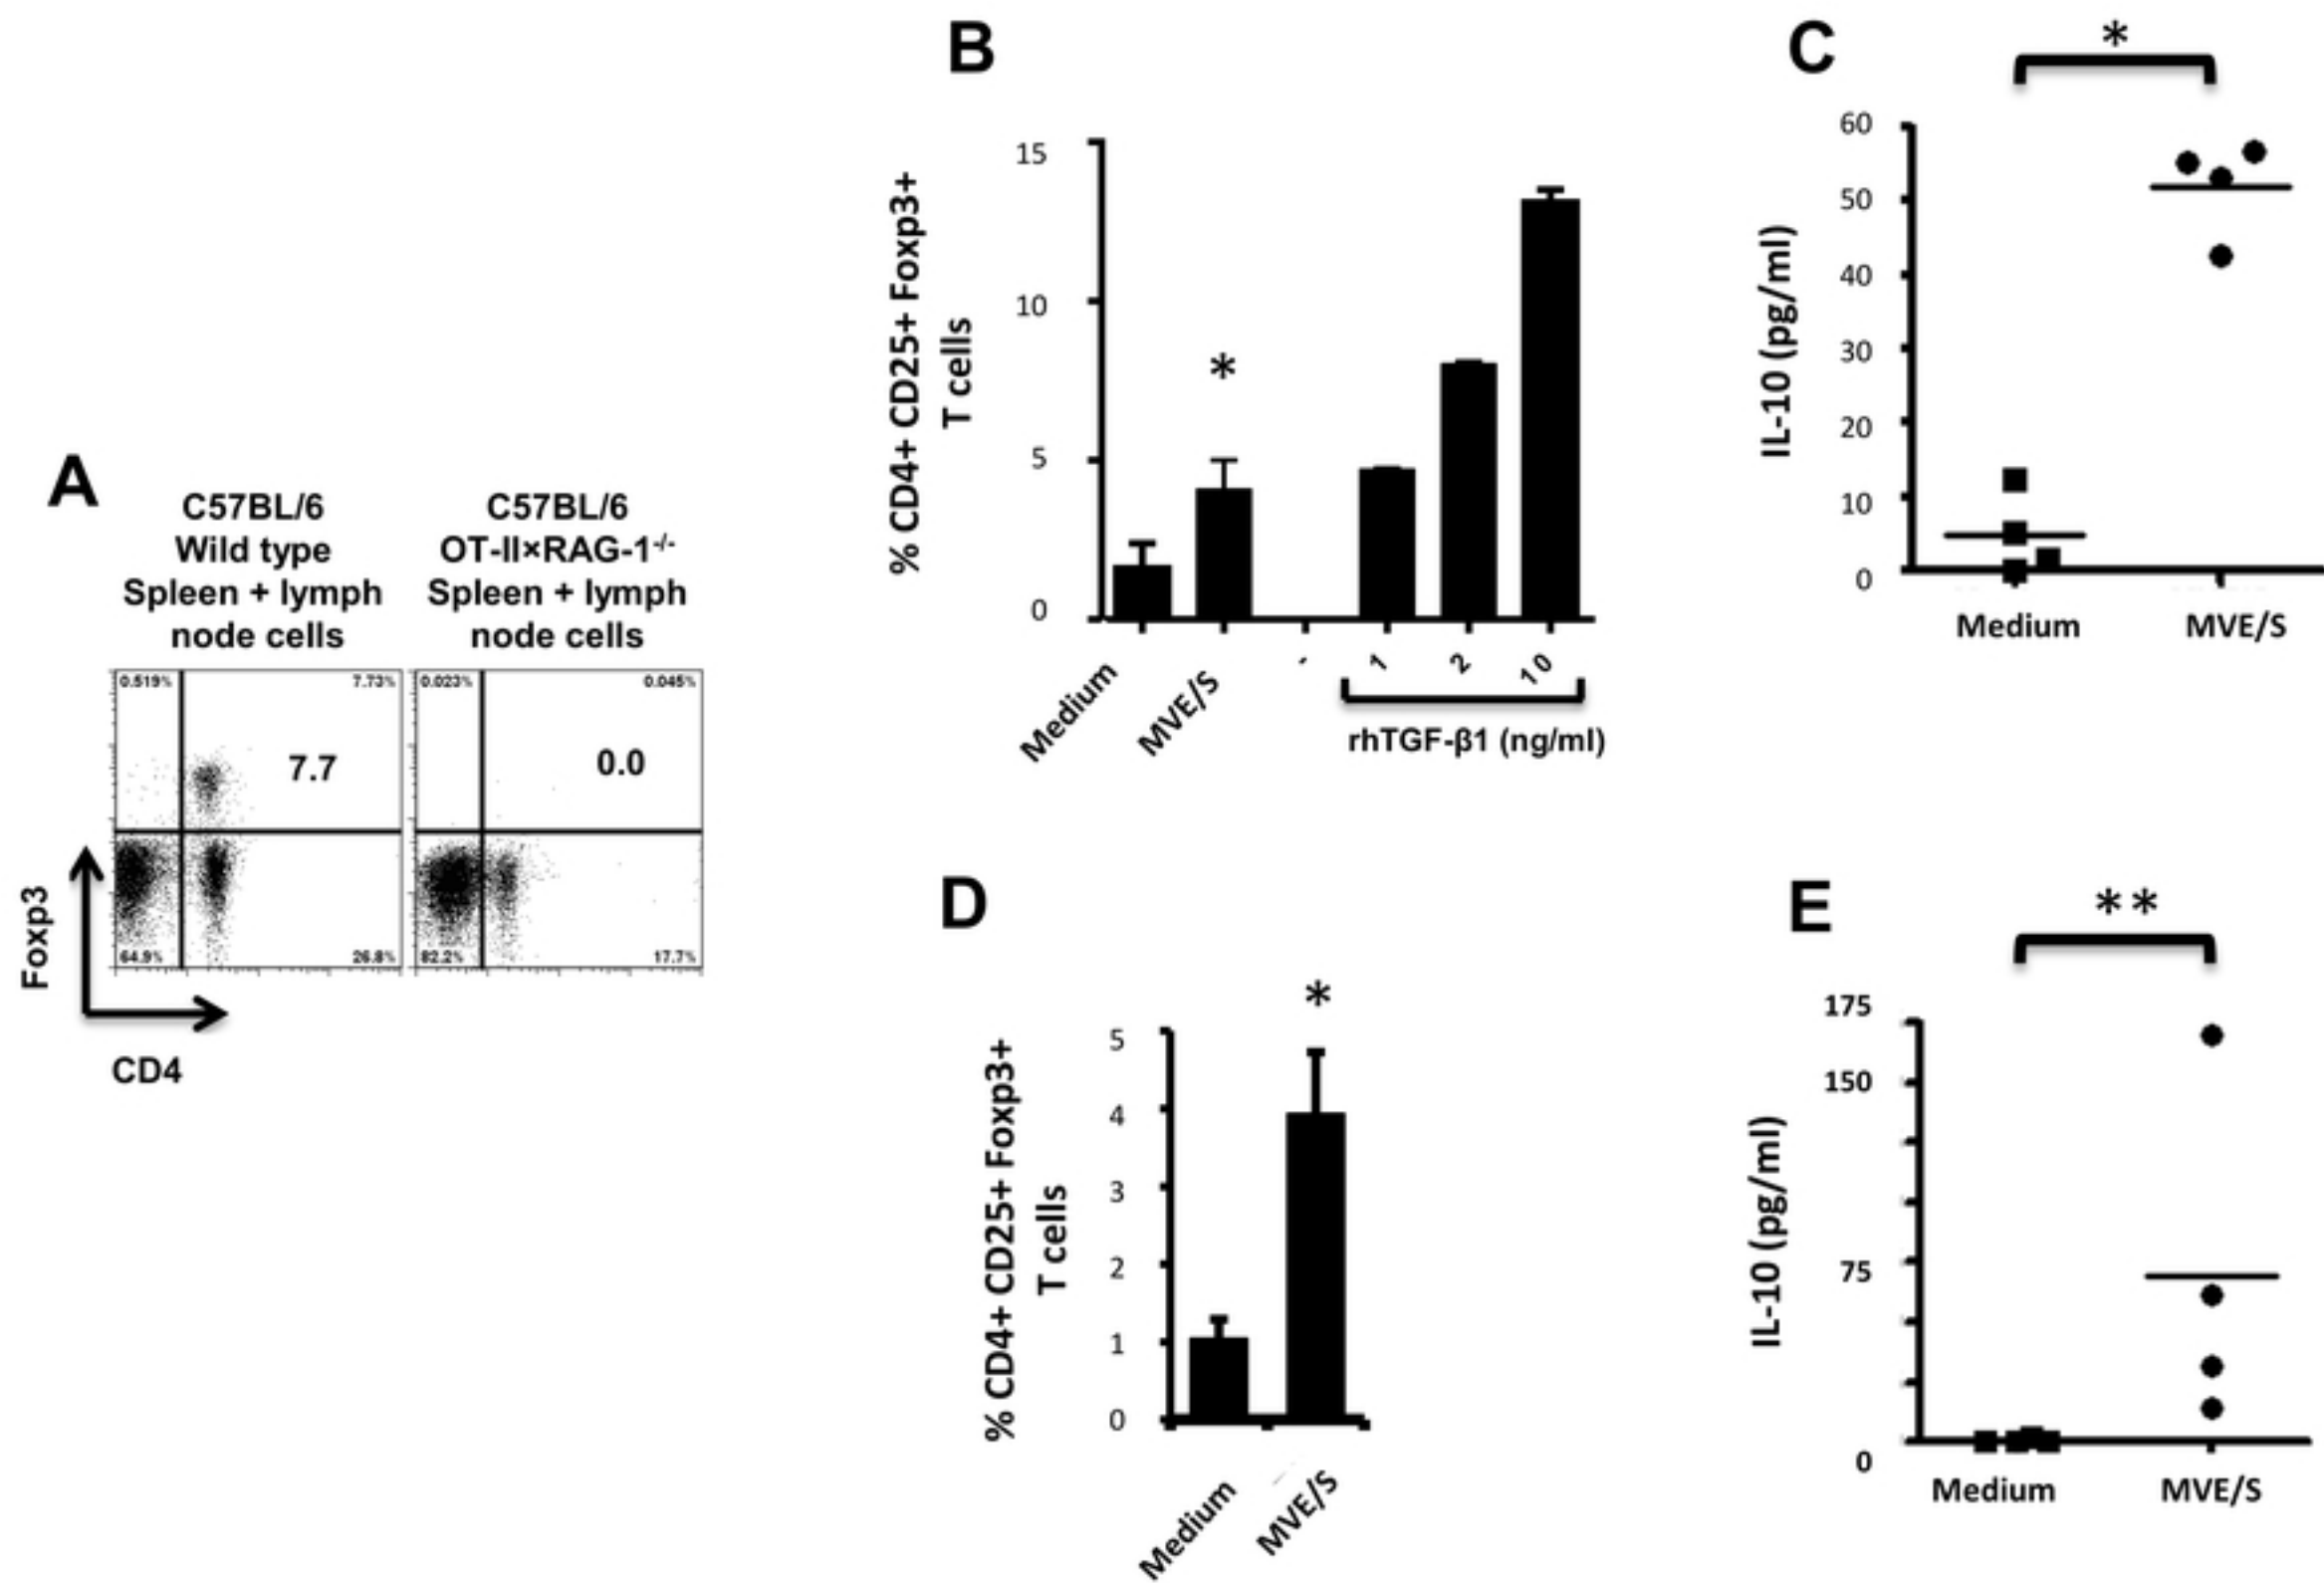 A
C57BL/6
Wild type
Spleen + lymph
node cells
C57BL/6
OT-II×RAG-1-/-
Spleen + lymph
node cells
0.519%
7.73%
7.7
64.9%
26.8%
0.023%
0.045%
0.0
82.2%
17.7%
Foxp3
CD4
B
% CD4+ CD25+ Foxp3+
T cells
15
10
5
0
*
Medium
MVE/S
-
1
2
10
rhTGF-β1 (ng/ml)
C
*
IL-10 (pg/ml)
60
50
40
30
20
10
0
Medium
MVE/S
D
*
% CD4+ CD25+ Foxp3+
T cells
5
4
3
2
1
0
Medium
MVE/S
E
**
IL-10 (pg/ml)
175
150
75
0
Medium
MVE/S